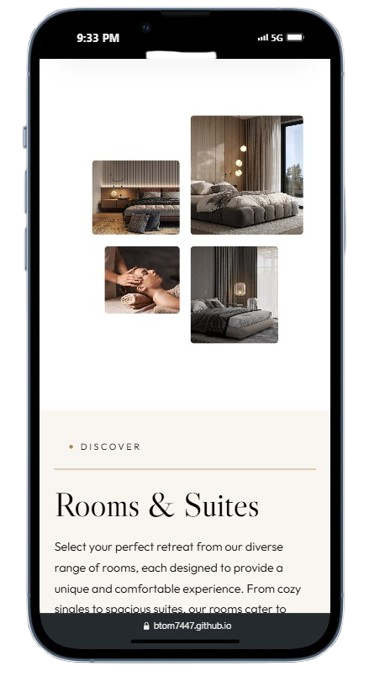 9:33 PM
5G
DISCOVER
Rooms & Suites
Select your perfect retreat from our diverse
range of rooms, each designed to provide a
unique and comfortable experience. From cozy
singles to spacious suites, our rooms cater to
btom7447.github.io